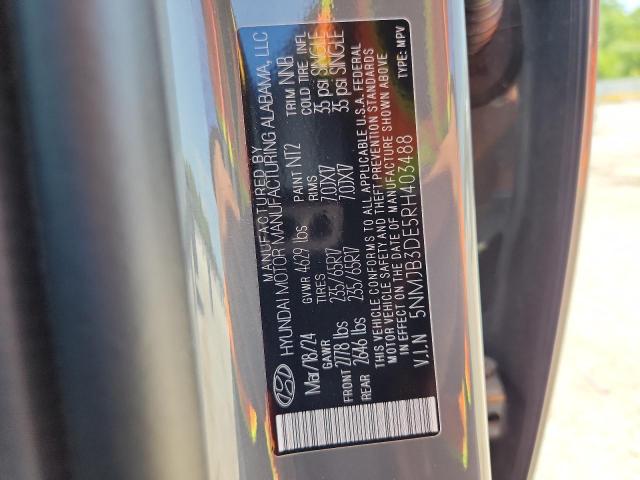 MANUFACTURED BY
HYUNDAI MOTOR MANUFACTURING ALABAMA, LLC
Mar/18/24 GVWR 4629 lbs PAINT NT2 TRIM NNB
GAWR TIRES RIMS COLD TIRE INFL
FRONT 2778 lbs 235/65R17 7.0JX17 35 psi SINGLE
REAR 2646 lbs 235/65R17 7.0JX17 35 psi SINGLE
THIS VEHICLE CONFORMS TO ALL APPLICABLE U.S.A. FEDERAL
MOTOR VEHICLE SAFETY AND THEFT PREVENTION STANDARDS
IN EFFECT ON THE DATE OF MANUFACTURE SHOWN ABOVE
V.I.N 5NMJB3DE5RH403488 TYPE: MPV